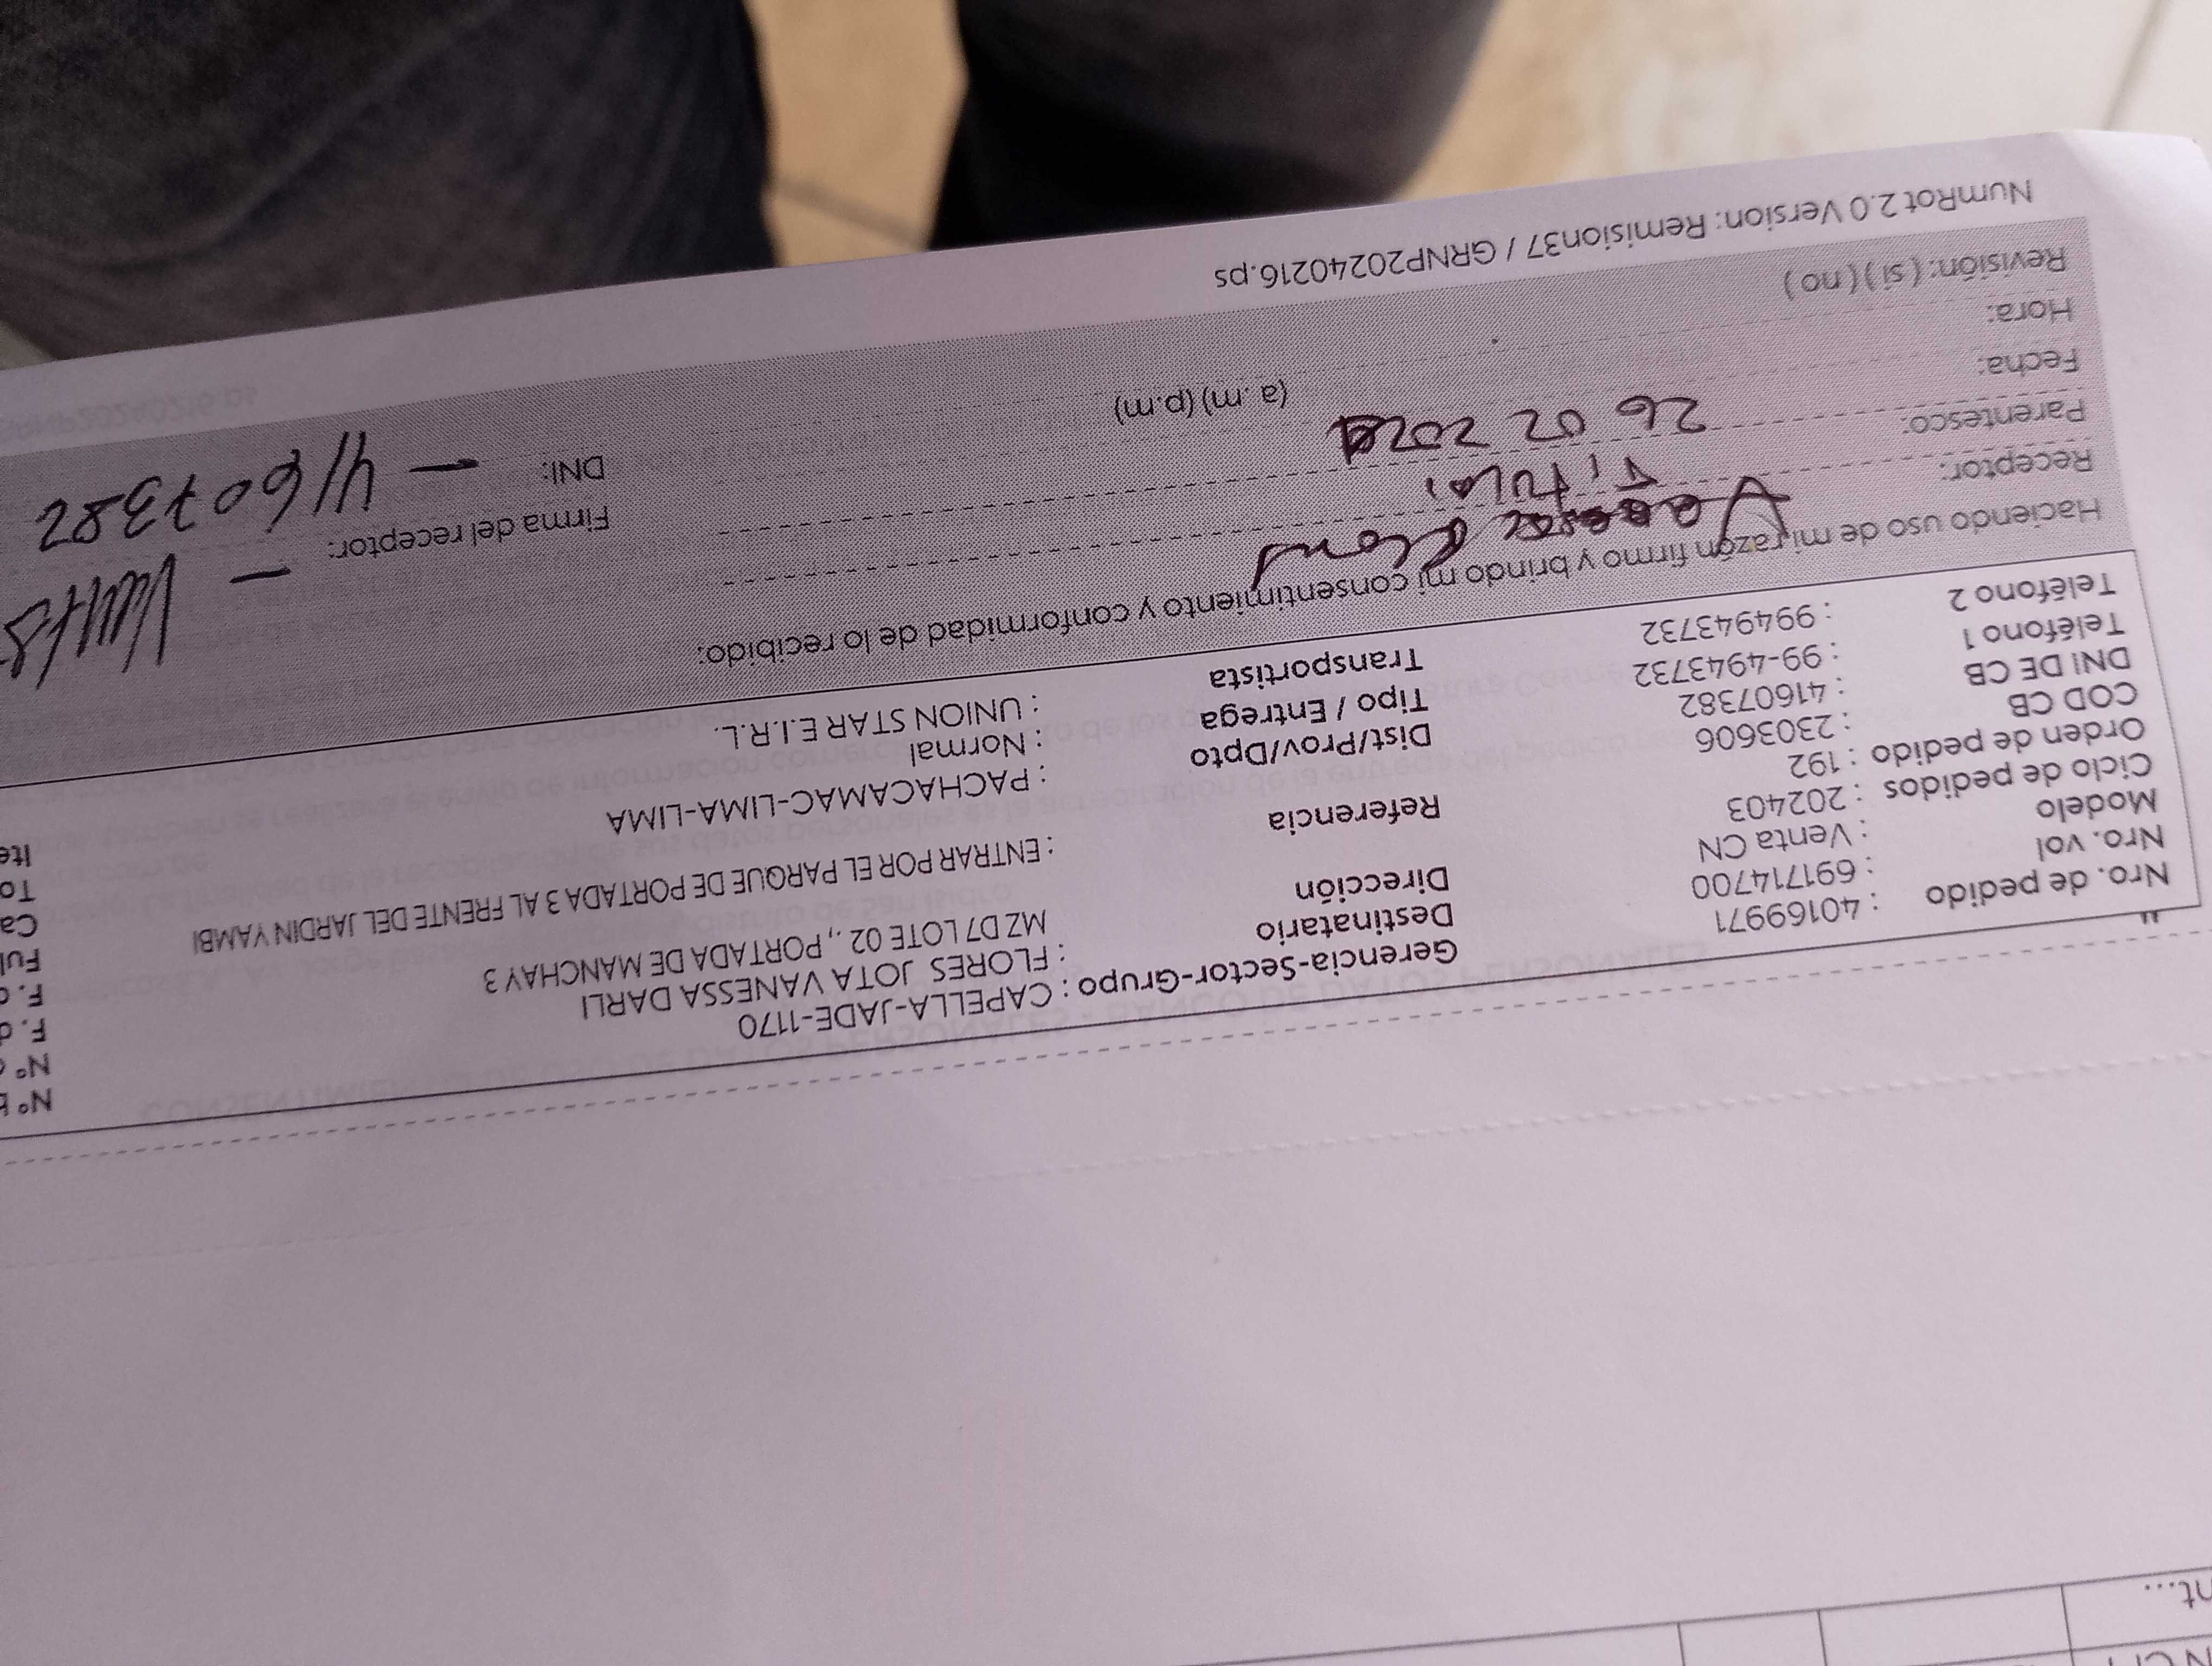 Nro. de pedido : 40169971
Nro. vol : 691714700
Modelo : Venta CN
Ciclo de pedidos : 202403
Orden de pedido : 192
COD CB : 2303606
DNI DE CB : 41607382
Teléfono 1 : 99-4943732
Teléfono 2 : 994943732
Gerencia-Sector-Grupo : CAPELLA-JADE-1170
Destinatario : FLORES JOTA VANESSA DARLI
Dirección MZ D7 LOTE 02 ., PORTADA DE MANCHAY 3
Referencia : ENTRAR POR EL PARQUE DE PORTADA 3 AL FRENTE DEL JARDIN YAMBI
Dist/Prov/Dpto : PACHACAMAC-LIMA-LIMA
Tipo / Entrega : Normal
Transportista : UNION STAR E.I.R.L.
Haciendo uso de mi razón firmo y brindo mi consentimiento y conformidad de lo recibido:
Receptor:
Parentesco: Titular
Fecha: 26 02 2024
Hora: (a.m) (p.m)
Revisión: (si) (no)
Firma del receptor:
DNI: 41607382
NumRot 2.0 Version: Remision37 / GRNP20240216.ps